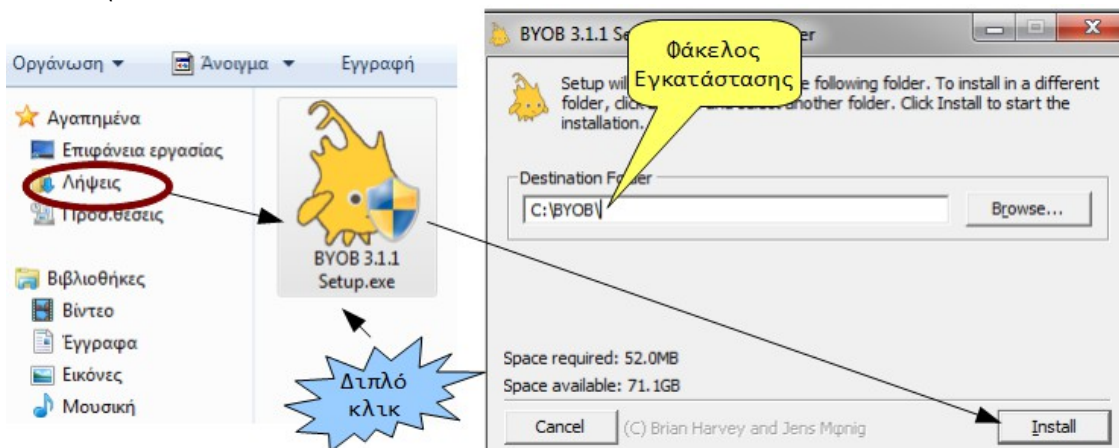 Οργάνωση
Άνοιγμα
Εγγραφή
Αγαπημένα
Επιφάνεια εργασίας
Λήψεις
Προσ.θέσεις
Βιβλιοθήκες
Βίντεο
Έγγραφα
Εικόνες
Μουσική
BYOB 3.1.1
Setup.exe
Διπλό
κλικ
BYOB 3.1.1
Φάκελος
Εγκατάστασης
Setup will following folder. To install in a different
folder, click another folder. Click Install to start the
installation.
Destination Folder
C:\BYOB\
Browse...
Space required: 52.0MB
Space available: 71.1GB
Cancel
(C) Brian Harvey and Jens Mφnig
Install